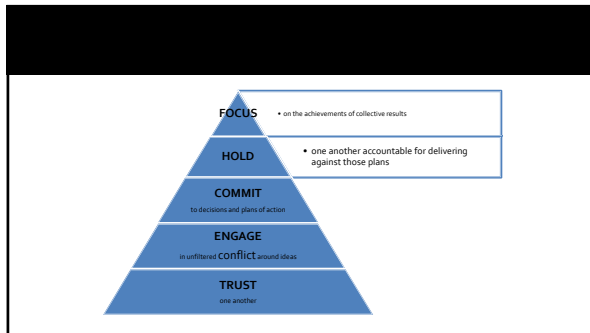 FOCUS
• on the achievements of collective results
HOLD
• one another accountable for delivering
against those plans
COMMIT
to decisions and plans of action
ENGAGE
in unfiltered conflict around ideas
TRUST
one another